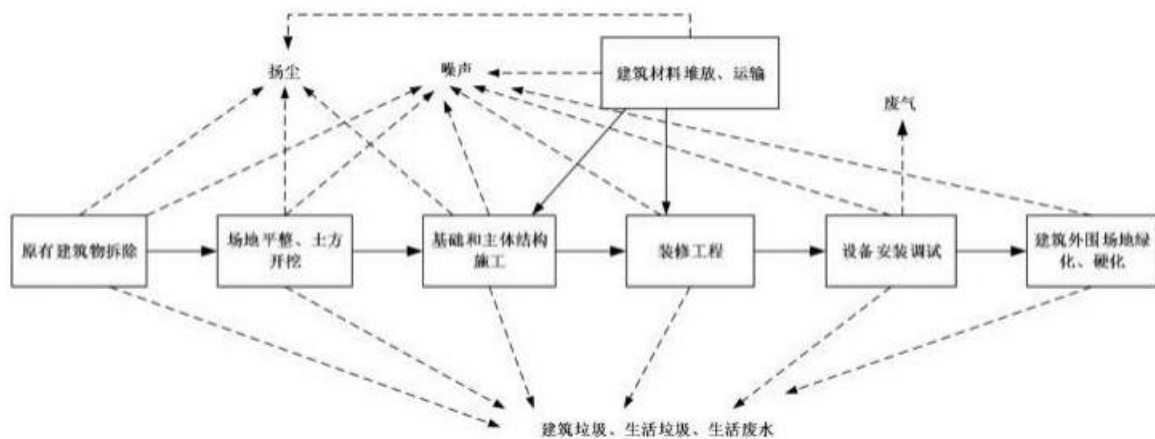 扬尘
噪声
建筑材料堆放、运输
废气
原有建筑物拆除
场地平整、土方
开挖
基础和主体结构
施工
装修工程
设备安装调试
建筑外围场地绿
化、硬化
建筑垃圾、生活垃圾、生活废水